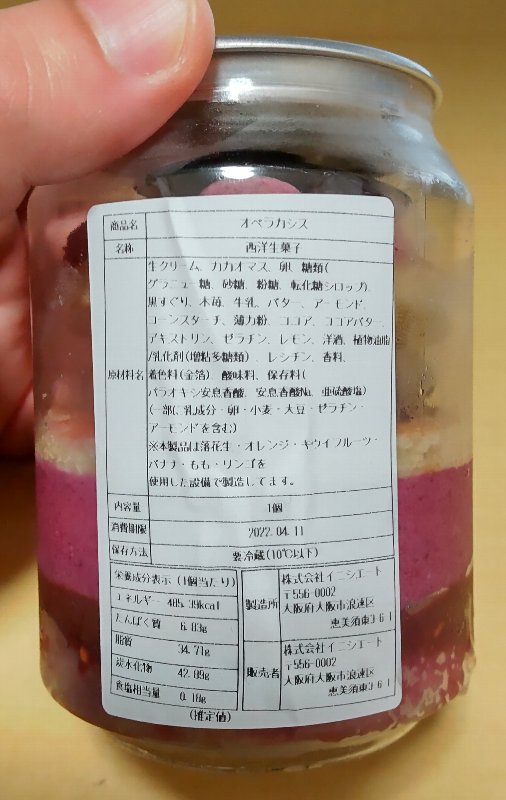 商品名 オペラカシス
名称 西洋生菓子
原材料名
生クリーム、カカオマス、卵、糖類(
グラニュー糖、砂糖、粉糖、転化糖シロップ)、
黒すぐり、木苺、牛乳、バター、アーモンド、
コーンスターチ、薄力粉、ココア、ココアバター、
デキストリン、ゼラチン、レモン、洋酒、植物油脂
/乳化剤(増粘多糖類)、レシチン、香料、
着色料(金箔)、酸味料、保存料(
パラオキシ安息香酸、安息香酸Na、亜硫酸塩)
(一部に乳成分・卵・小麦・大豆・ゼラチン・
アーモンドを含む)
※本製品は落花生・オレンジ・キウイフルーツ・
バナナ・もも・リンゴを
使用した設備で製造してます。
内容量 1個
消費期限 2022.04.11
保存方法 要冷蔵(10℃以下)
栄養成分表示(1個当たり)
エネルギー 485.39kcal
たんぱく質 6.83g
脂質 34.71g
炭水化物 42.89g
食塩相当量 0.18g
(推定値)
製造所
株式会社イニシエート
〒556-0002
大阪府大阪市浪速区
恵美須東3-6-1
販売者
株式会社イニシエート
〒556-0002
大阪府大阪市浪速区
恵美須東3-6-1